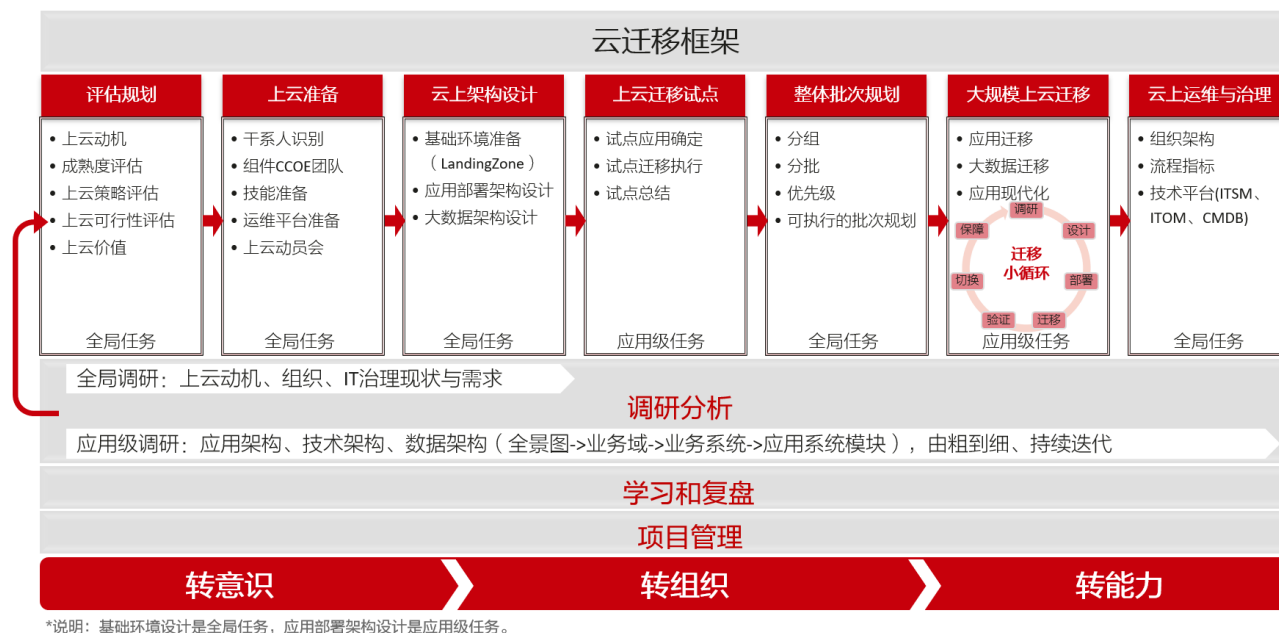 云迁移框架
评估规划
• 上云动机
• 成熟度评估
• 上云策略评估
• 上云可行性评估
• 上云价值
全局任务
上云准备
• 干系人识别
• 组件CCOE团队
• 技能准备
• 运维平台准备
• 上云动员会
全局任务
云上架构设计
• 基础环境准备
（LandingZone）
• 应用部署架构设计
• 大数据架构设计
全局任务
上云迁移试点
• 试点应用确定
• 试点迁移执行
• 试点总结
应用级任务
整体批次规划
• 分组
• 分批
• 优先级
• 可执行的批次规划
全局任务
大规模上云迁移
• 应用迁移
• 大数据迁移
• 应用现代化
调研
设计
部署
迁移
验证
切换
保障
迁移
小循环
应用级任务
云上运维与治理
• 组织架构
• 流程指标
• 技术平台(ITSM、
ITOM、CMDB)
全局任务
全局调研：上云动机、组织、IT治理现状与需求
调研分析
应用级调研：应用架构、技术架构、数据架构（全景图->业务域->业务系统->应用系统模块），由粗到细、持续迭代
学习和复盘
项目管理
转意识
转组织
转能力
*说明：基础环境设计是全局任务，应用部署架构设计是应用级任务。